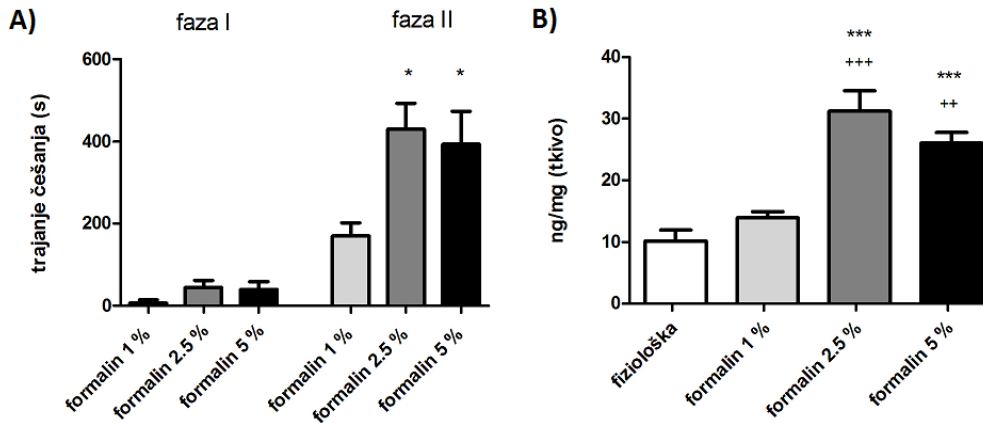 A)
faza I
faza II
trajanje češanja (s)
600
400
200
0
*
*
formalin 1 %
formalin 2.5 %
formalin 5 %
formalin 1 %
formalin 2.5 %
formalin 5 %
B)
ng/mg (tkivo)
40
30
20
10
0
***
+++
***
++
fiziološka
formalin 1 %
formalin 2.5 %
formalin 5 %